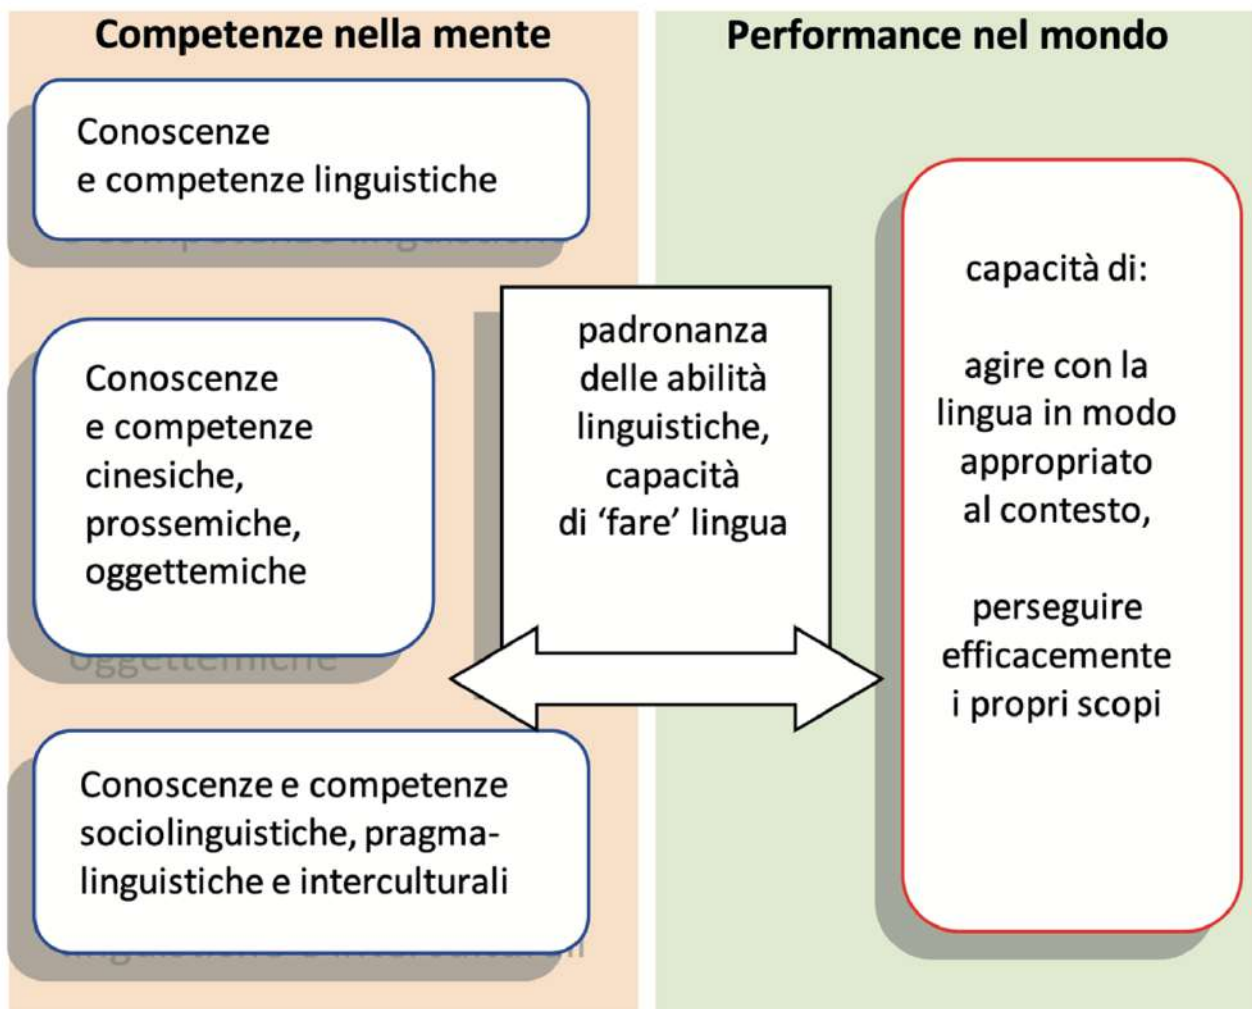 Competenze nella mente
Performance nel mondo
Conoscenze
e competenze linguistiche
Conoscenze
e competenze
cinesiche,
prossemiche,
oggettemiche
Conoscenze e competenze
sociolinguistiche, pragma-
linguistiche e interculturali
padronanza
delle abilità
linguistiche,
capacità
di ‘fare’ lingua
capacità di:
agire con la
lingua in modo
appropriato
al contesto,
perseguire
efficacemente
i propri scopi